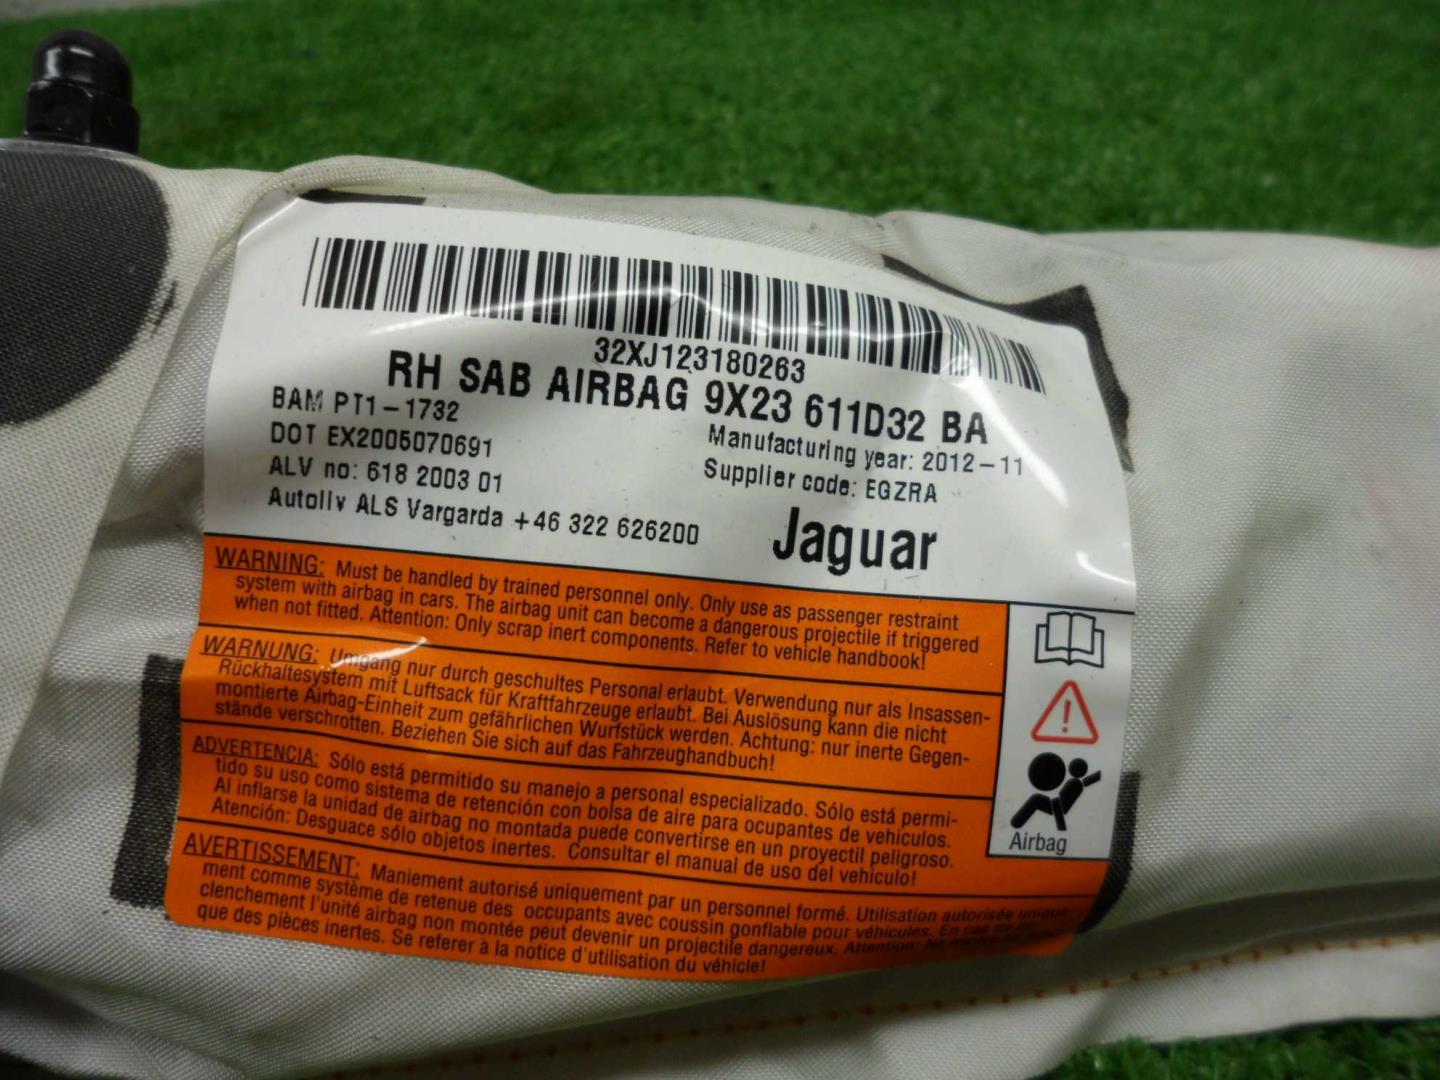 32XJ123180263
RH SAB AIRBAG 9X23 611D32 BA
BAM PT1-1732
DOT EX2005070691
ALV no: 618 2003 01
Autoliv ALS Vargarda +46 322 626200
Manufacturing year: 2012-11
Supplier code: EGZRA
Jaguar
WARNING: Must be handled by trained personnel only. Only use as passenger restraint
system with airbag in cars. The airbag unit can become a dangerous projectile if triggered
when not fitted. Attention: Only scrap inert components. Refer to vehicle handbook!
WARNUNG: Umgang nur durch geschultes Personal erlaubt. Verwendung nur als Insassen-
Rückhaltesystem mit Luftsack für Kraftfahrzeuge erlaubt. Bei Auslösung kann die nicht
montierte Airbag-Einheit zum gefährlichen Wurfstück werden. Achtung: nur inerte Gegen-
stände verschrotten. Beziehen Sie sich auf das Fahrzeughandbuch!
ADVERTENCIA: Sólo está permitido su manejo a personal especializado. Sólo está permi-
tido su uso como sistema de retención con bolsa de aire para ocupantes de vehiculos.
Al inflarse la unidad de airbag no montada puede convertirse en un proyectil peligroso.
Atención: Desguace sólo objetos inertes. Consultar el manual de uso del vehiculo!
AVERTISSEMENT: Maniement autorisé uniquement par un personnel formé. Utilisation autorisée unique-
ment comme système de retenue des occupants avec coussin gonflable pour véhicules. En cas de
clenchement l'unité airbag non montée peut devenir un projectile dangereux. Attention: Ne
que des pièces inertes. Se referer à la notice d'utilisation du véhicle!
Airbag